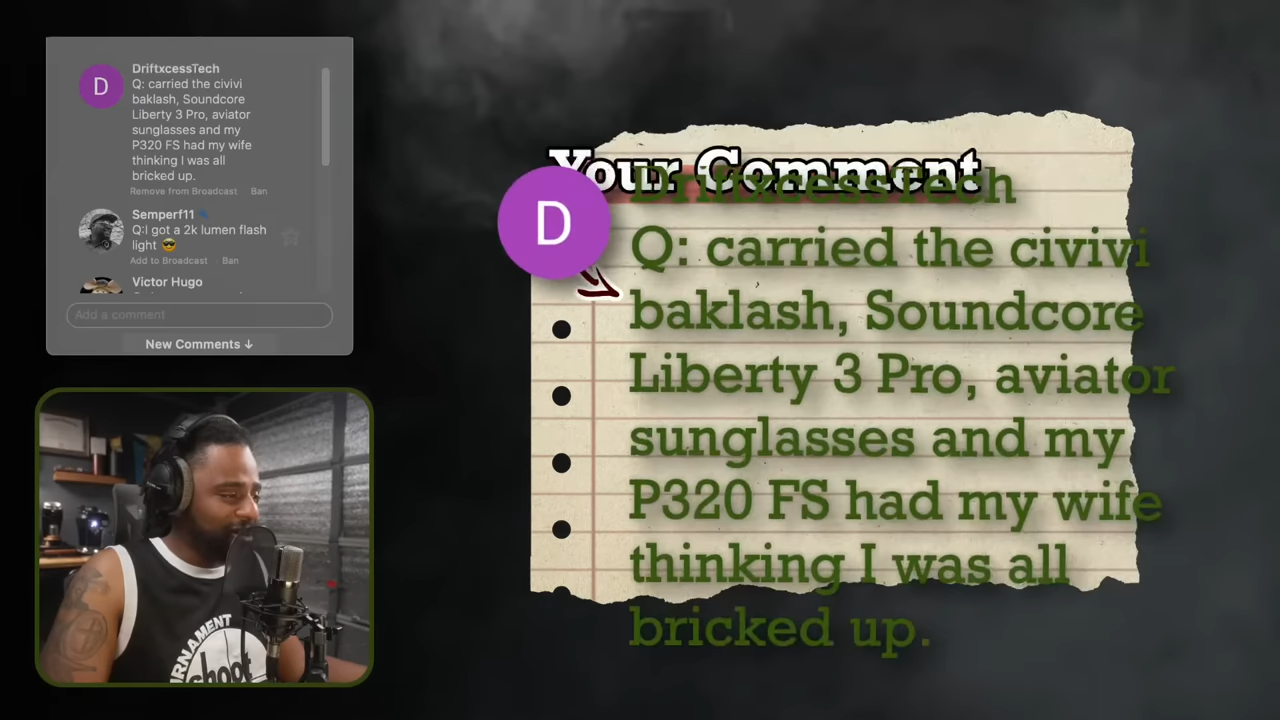 DriftxcessTech
Q: carried the civivi
baklash, Soundcore
Liberty 3 Pro, aviator
sunglasses and my
P320 FS had my wife
thinking I was all
bricked up.
Remove from Broadcast Ban
Semperf11
Q:I got a 2k lumen flash
light 😎
Add to Broadcast Ban
Victor Hugo
Add a comment
New Comments ↓
D
Your Comment
D
DriftxcessTech
Q: carried the civivi
baklash, Soundcore
Liberty 3 Pro, aviator
sunglasses and my
P320 FS had my wife
thinking I was all
bricked up.
shoot